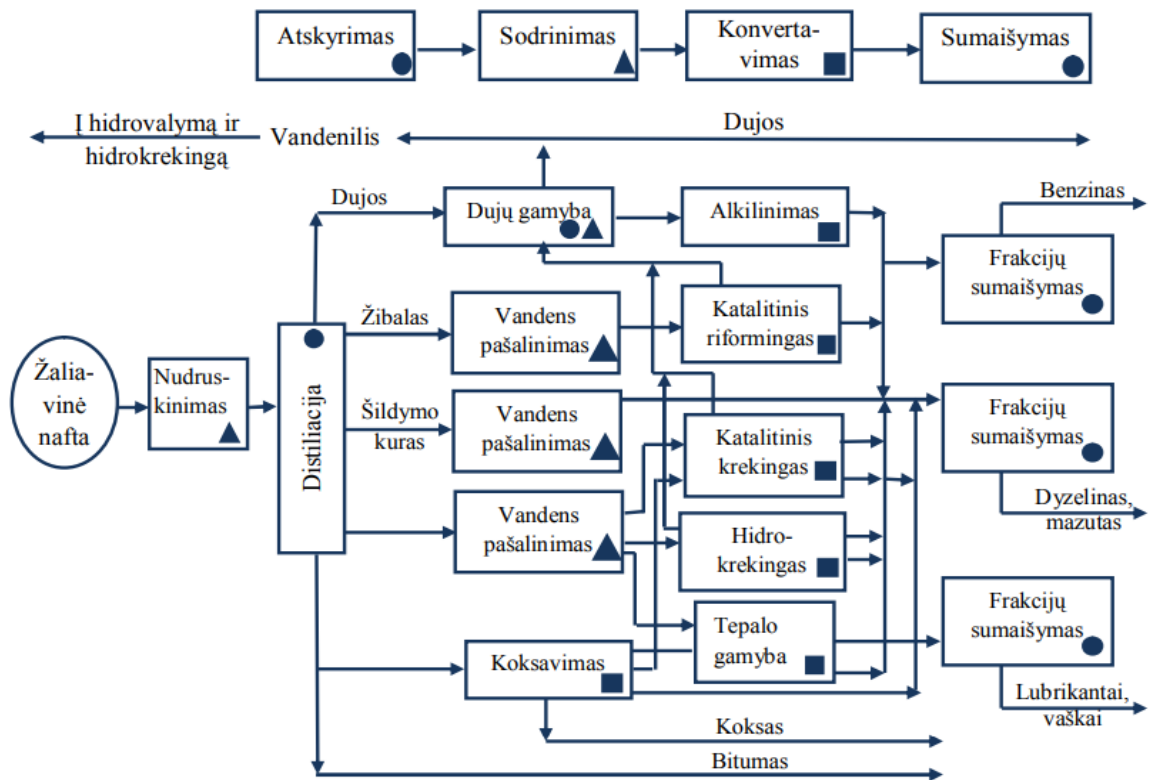 Atskyrimas
Sodrinimas
Konverta-
vimas
Sumaišymas
Į hidrovalymą ir
hidrokrekingą
Vandenilis
Dujos
Dujos
Dujų gamyba
Alkilinimas
Benzinas
Frakcijų
sumaišymas
Žibalas
Vandens
pašalinimas
Katalitinis
riformingas
Žalia-
vinė
nafta
Nudrus-
kinimas
Distiliacija
Šildymo
kuras
Vandens
pašalinimas
Katalitinis
krekingas
Frakcijų
sumaišymas
Dyzelinas,
mazutas
Vandens
pašalinimas
Hidro-
krekingas
Tepalo
gamyba
Frakcijų
sumaišymas
Koksavimas
Lubrikantai,
vaškai
Koksas
Bitumas